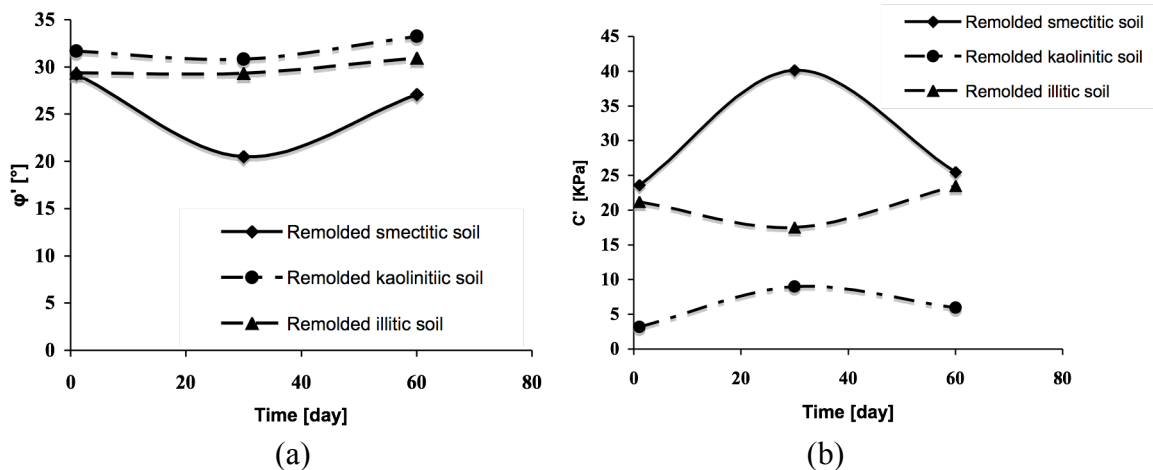 35
30
25
20
15
10
5
0
φ' [°]
Remolded smectitic soil
Remolded kaolinitiic soil
Remolded illitic soil
0 20 40 60 80
Time [day]
(a)
Remolded smectitic soil
Remolded kaolinitic soil
Remolded illitic soil
45
40
35
30
25
20
15
10
5
0
C' [KPa]
0 20 40 60 80
Time [day]
(b)